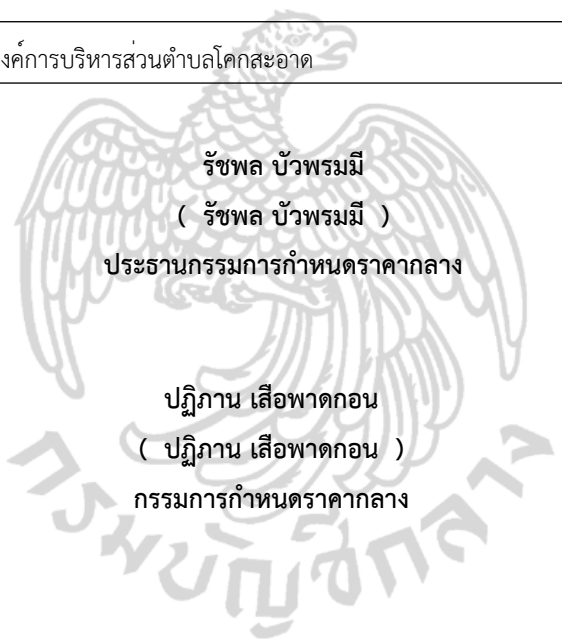 งค์การบริหารส่วนตำบลโคกสะอาด
รัชพล บัวพรมมี
( รัชพล บัวพรมมี )
ประธานกรรมการกำหนดราคากลาง
ปฏิภาน เสือพาดกอน
( ปฏิภาน เสือพาดกอน )
กรรมการกำหนดราคากลาง
กรมบัญชีกลาง